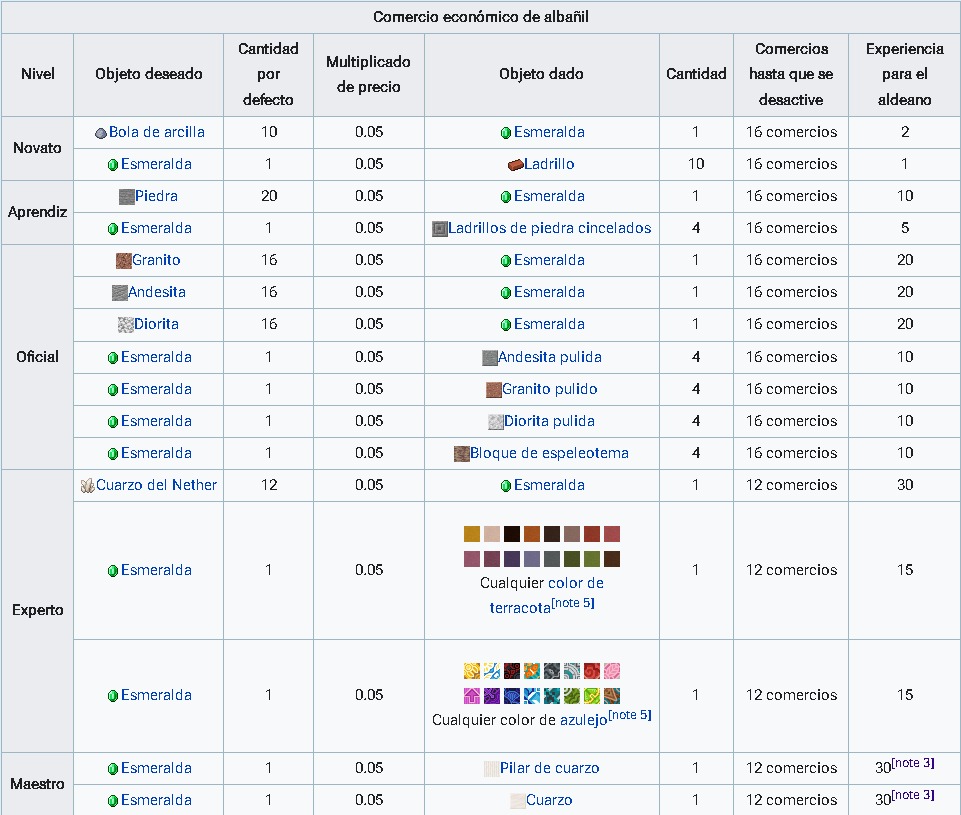 Comercio económico de albañil
Nivel Objeto deseado Cantidad por defecto Multiplicado de precio Objeto dado Cantidad Comercios hasta que se desactive Experiencia para el aldeano
Novato Bola de arcilla 10 0.05 Esmeralda 1 16 comercios 2
Esmeralda 1 0.05 Ladrillo 10 16 comercios 1
Aprendiz Piedra 20 0.05 Esmeralda 1 16 comercios 10
Esmeralda 1 0.05 Ladrillos de piedra cincelados 4 16 comercios 5
Oficial Granito 16 0.05 Esmeralda 1 16 comercios 20
Andesita 16 0.05 Esmeralda 1 16 comercios 20
Diorita 16 0.05 Esmeralda 1 16 comercios 20
Esmeralda 1 0.05 Andesita pulida 4 16 comercios 10
Esmeralda 1 0.05 Granito pulido 4 16 comercios 10
Esmeralda 1 0.05 Diorita pulida 4 16 comercios 10
Esmeralda 1 0.05 Bloque de espeleotema 4 16 comercios 10
Experto Cuarzo del Nether 12 0.05 Esmeralda 1 12 comercios 30
Esmeralda 1 0.05 Cualquier color de terracota[note 5] 1 12 comercios 15
Esmeralda 1 0.05 Cualquier color de azulejo[note 5] 1 12 comercios 15
Maestro Esmeralda 1 0.05 Pilar de cuarzo 1 12 comercios 30[note 3]
Esmeralda 1 0.05 Cuarzo 1 12 comercios 30[note 3]